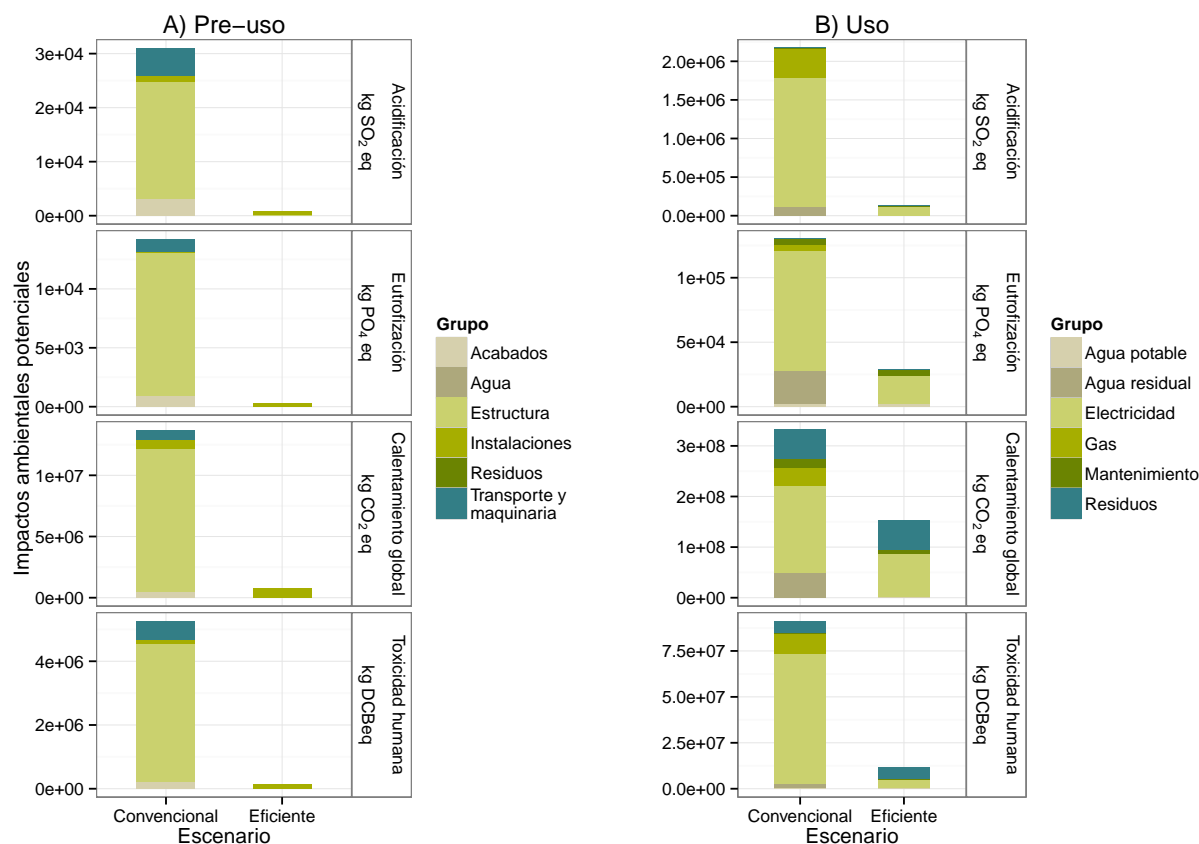 A) Pre−uso
Impactos ambientales potenciales
3e+04
2e+04
1e+04
0e+00
Acidificación
kg SO2 eq
1e+04
5e+03
0e+00
Eutrofización
kg PO4 eq
1e+07
5e+06
0e+00
Calentamiento global
kg CO2 eq
4e+06
2e+06
0e+00
Toxicidad humana
kg DCBeq
Convencional
Eficiente
Escenario
Grupo
Acabados
Agua
Estructura
Instalaciones
Residuos
Transporte y
maquinaria
B) Uso
2.0e+06
1.5e+06
1.0e+06
5.0e+05
0.0e+00
Acidificación
kg SO2 eq
1e+05
5e+04
0e+00
Eutrofización
kg PO4 eq
3e+08
2e+08
1e+08
0e+00
Calentamiento global
kg CO2 eq
7.5e+07
5.0e+07
2.5e+07
0.0e+00
Toxicidad humana
kg DCBeq
Convencional
Eficiente
Escenario
Grupo
Agua potable
Agua residual
Electricidad
Gas
Mantenimiento
Residuos